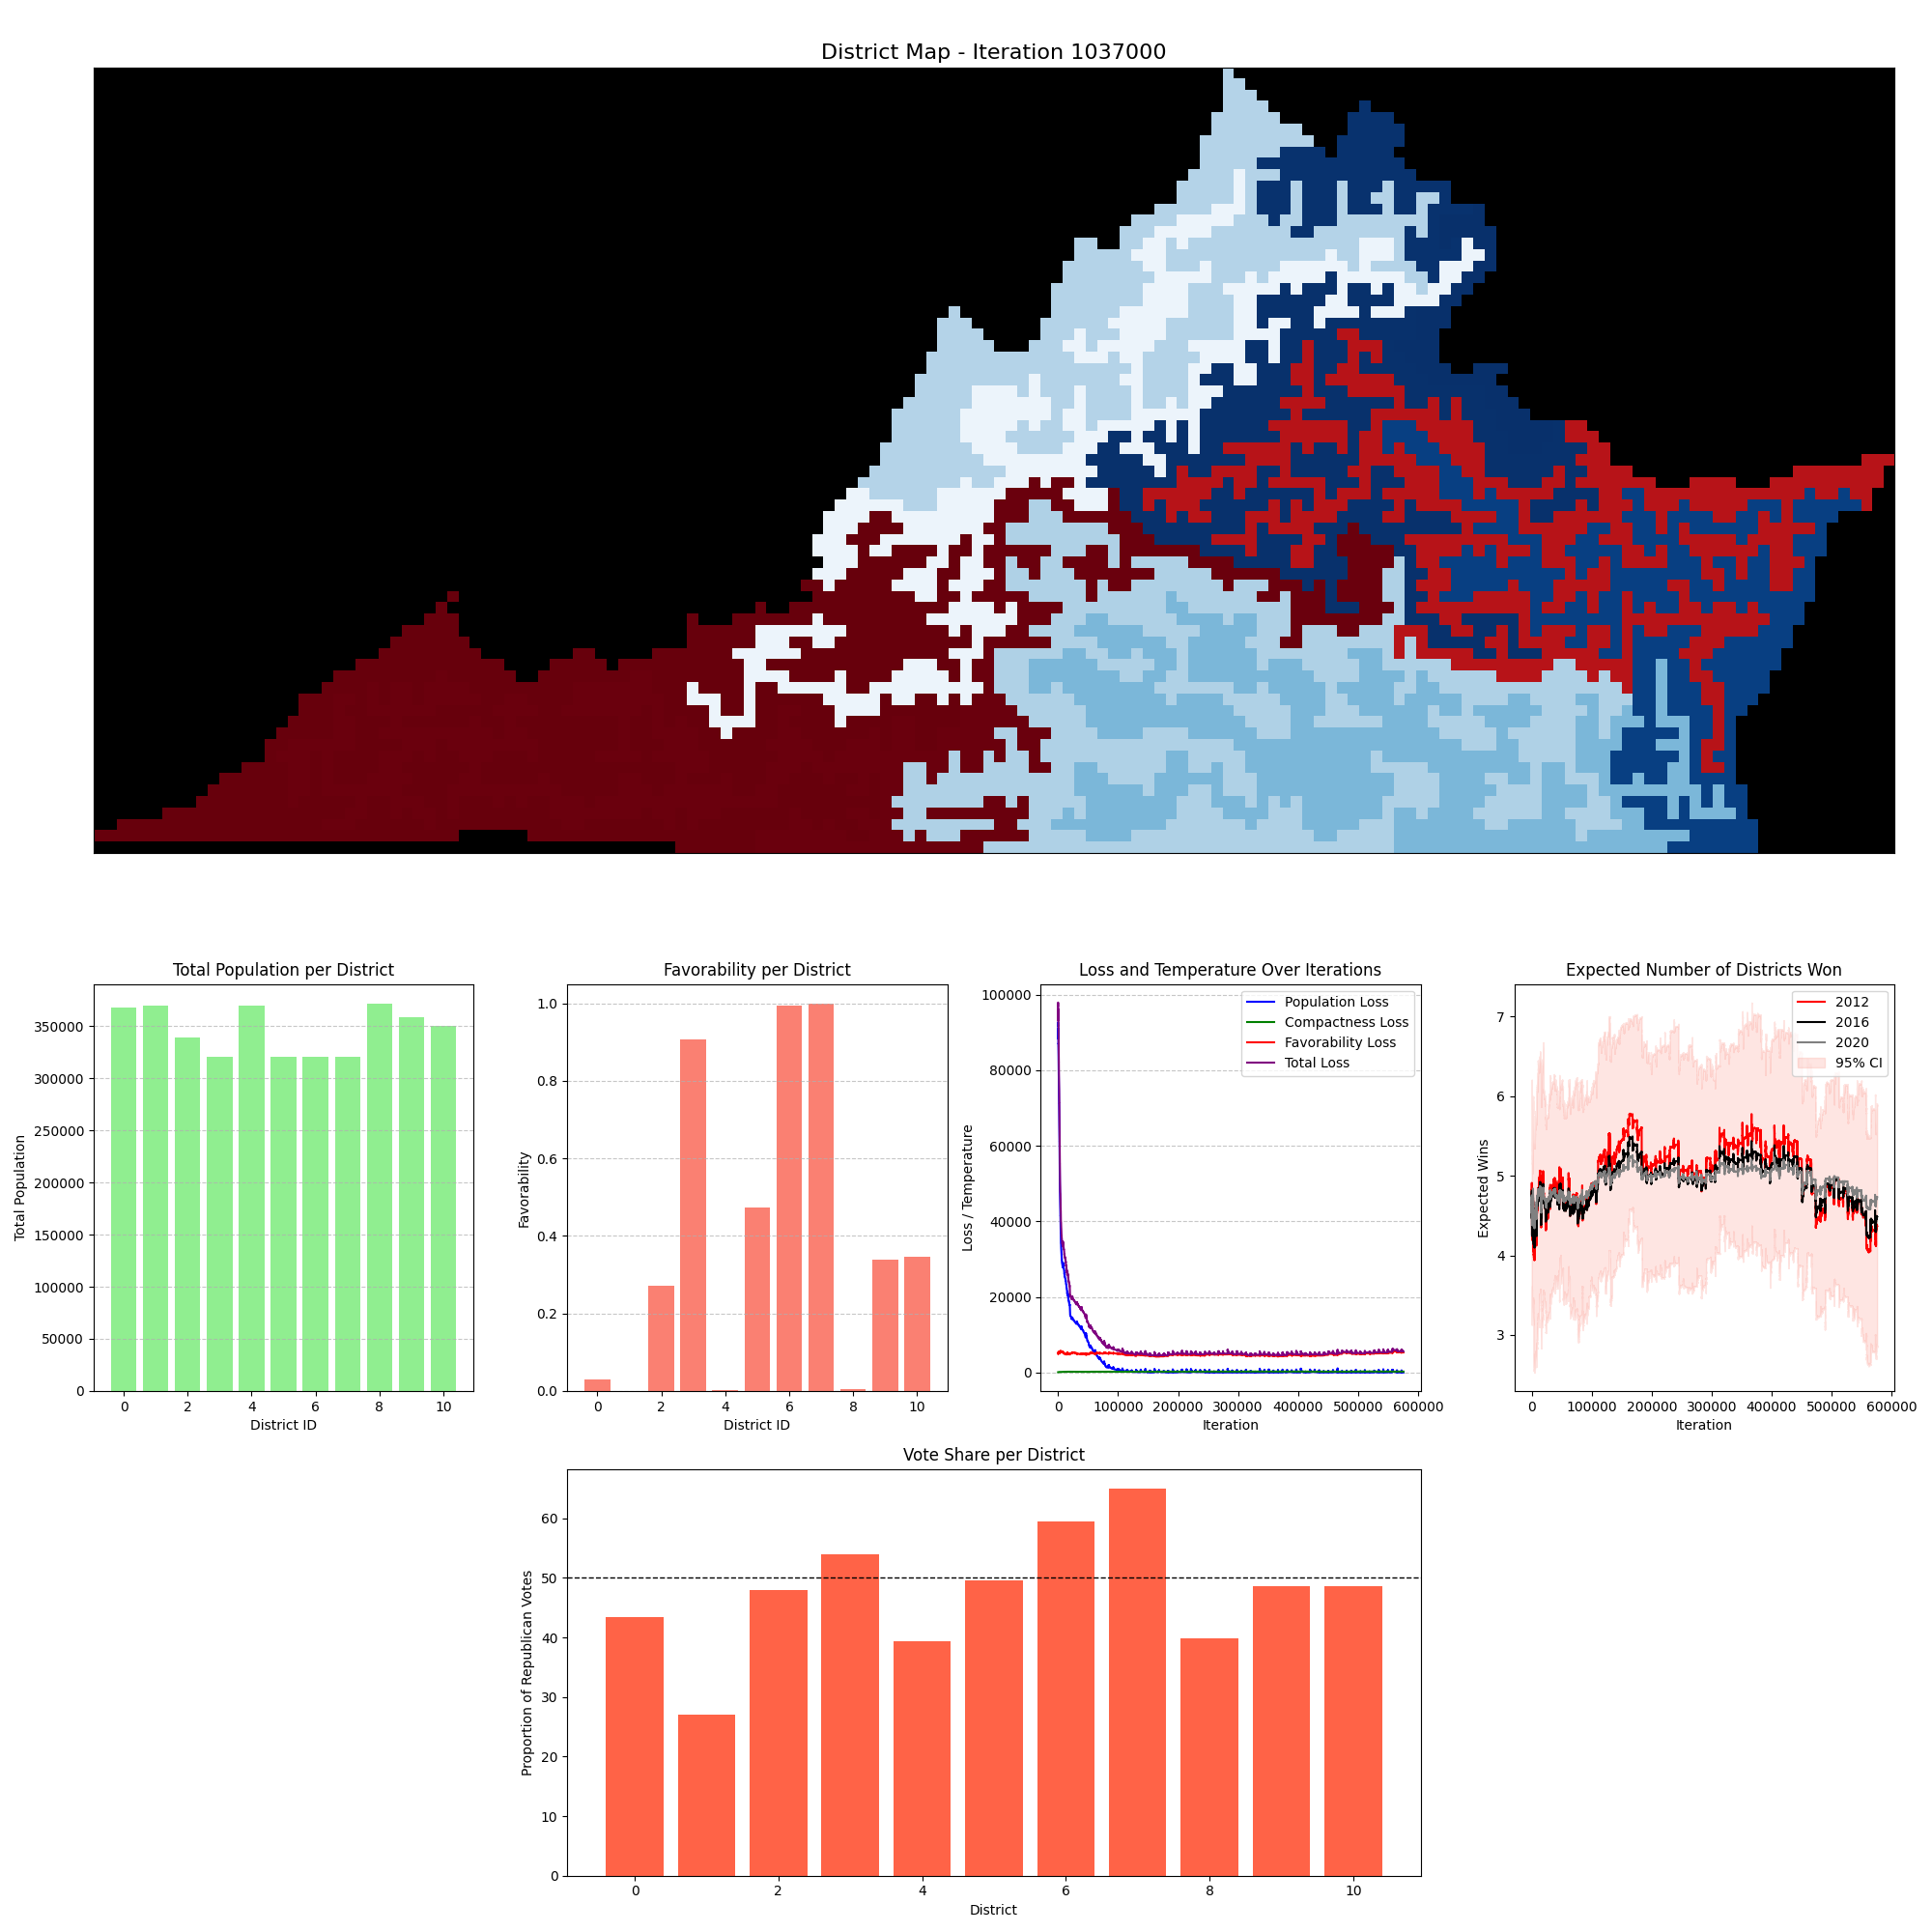 District Map - Iteration 1037000
Total Population per District
Total Population
350000
300000
250000
200000
150000
100000
50000
0
0 2 4 6 8 10
District ID
Favorability per District
Favorability
1.0
0.8
0.6
0.4
0.2
0.0
0 2 4 6 8 10
District ID
Loss and Temperature Over Iterations
Loss / Temperature
100000
80000
60000
40000
20000
0
Population Loss
Compactness Loss
Favorability Loss
Total Loss
0 100000 200000 300000 400000 500000 600000
Iteration
Expected Number of Districts Won
Expected Wins
7
6
5
4
3
2012
2016
2020
95% CI
0 100000 200000 300000 400000 500000 600000
Iteration
Vote Share per District
Proportion of Republican Votes
60
50
40
30
20
10
0
0 2 4 6 8 10
District